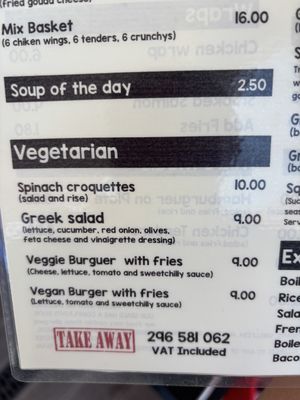 (fried gouda cheese)
Mix Basket 16.00
(6 chiken wings, 6 tenders, 6 crunchys)
Soup of the day 2.50
Vegetarian
Spinach croquettes 10.00
(salad and rise)
Greek salad 9.00
(lettuce, cucumber, red onion, olives,
feta cheese and vinaigrette dressing)
Veggie Burguer with fries 9.00
(Cheese, lettuce, tomato and sweetchilly sauce)
Vegan Burger with fries 9.00
(Lettuce, tomato and sweetchilly sauce)
TAKE AWAY 296 581 062
VAT Included